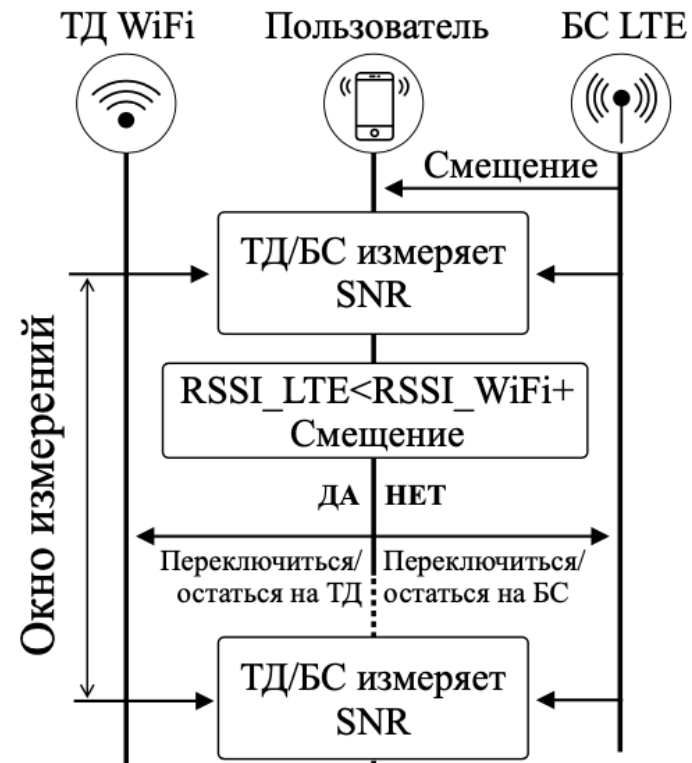 ТД WiFi Пользователь БС LTE
Смещение
ТД/БС измеряет
SNR
Окно измерений
RSSI_LTE<RSSI_WiFi+
Смещение
ДА НЕТ
Переключиться/
остаться на ТД
Переключиться/
остаться на БС
ТД/БС измеряет
SNR